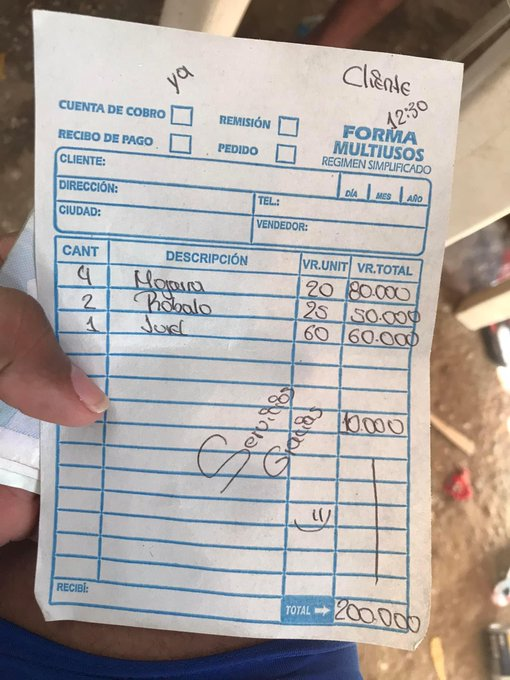 ya
Cliente
12:30
CUENTA DE COBRO
REMISIÓN
RECIBO DE PAGO
PEDIDO
FORMA
MULTIUSOS
REGIMEN SIMPLIFICADO
CLIENTE:
DIRECCIÓN:
TEL.:
DÍA MES AÑO
CIUDAD:
VENDEDOR:
CANT DESCRIPCIÓN VR.UNIT VR.TOTAL
4 Mojarra 20 80.000
2 Robalo 25 50.000
1 Jurel 60 60.000
10.000
Servicios
Gracias
RECIBÍ:
TOTAL 200.000